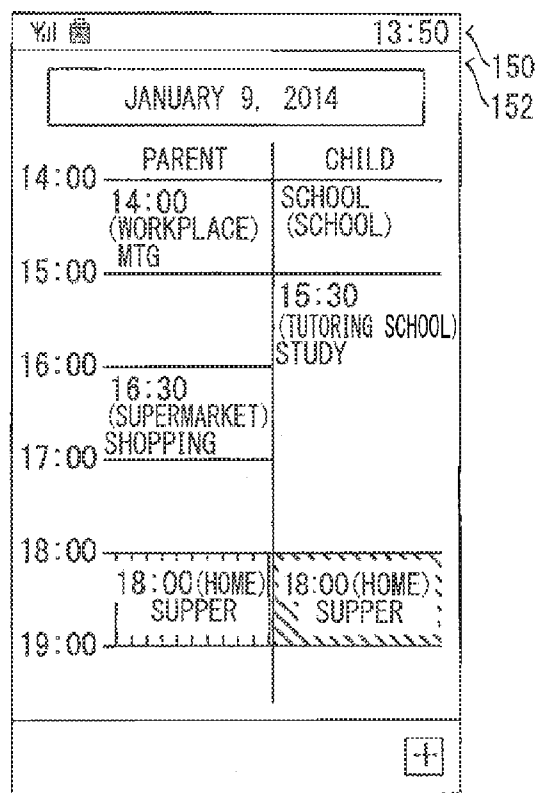 13:50
150
152
JANUARY 9, 2014
PARENT CHILD
14:00
14:00 SCHOOL
(WORKPLACE) (SCHOOL)
MTG
15:00
15:30
(TUTORING SCHOOL)
STUDY
16:00
16:30
(SUPERMARKET)
SHOPPING
17:00
18:00
18:00(HOME) 18:00(HOME)
SUPPER SUPPER
19:00
+